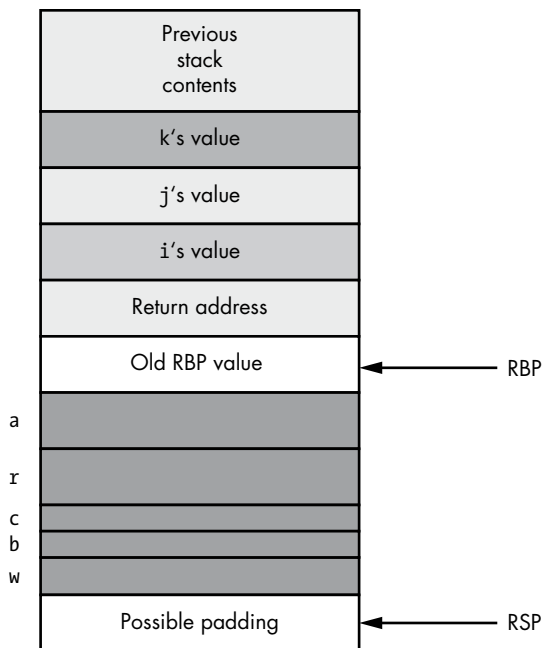 Previous
stack
contents
k‘s value
j‘s value
i‘s value
Return address
Old RBP value
RBP
a
r
c
b
w
Possible padding
RSP